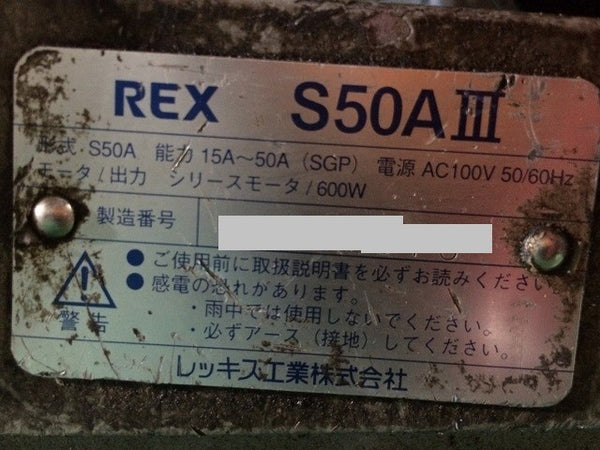 REX S50AⅢ
形式 S50A 能力 15A～50A（SGP） 電源 AC100V 50/60Hz
モータ/出力 シリースモータ/600W
製造番号
●ご使用前に取扱説明書を必ずお読みください。
●感電の恐れがあります。
・雨中では使用しないでください。
・必ずアース（接地）してください。
警告
レッキス工業株式会社